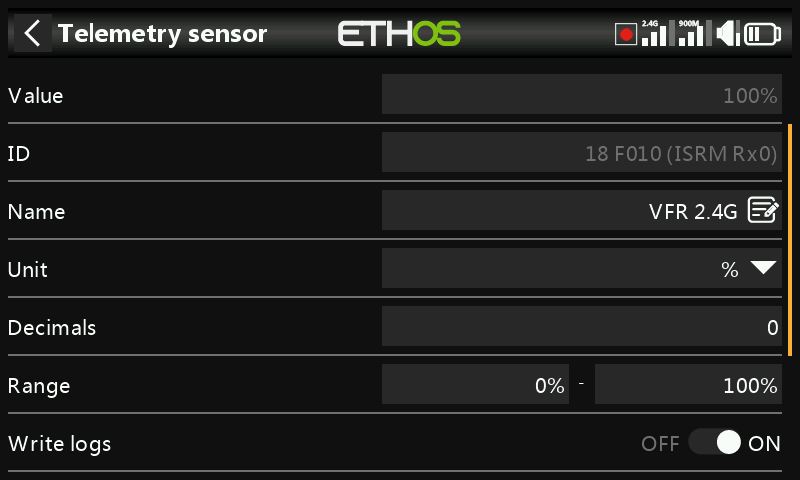 Telemetry sensor ETHOS 2.4G 900M
Value 100%
ID 18 F010 (ISRM Rx0)
Name VFR 2.4G
Unit %
Decimals 0
Range 0% - 100%
Write logs OFF ON